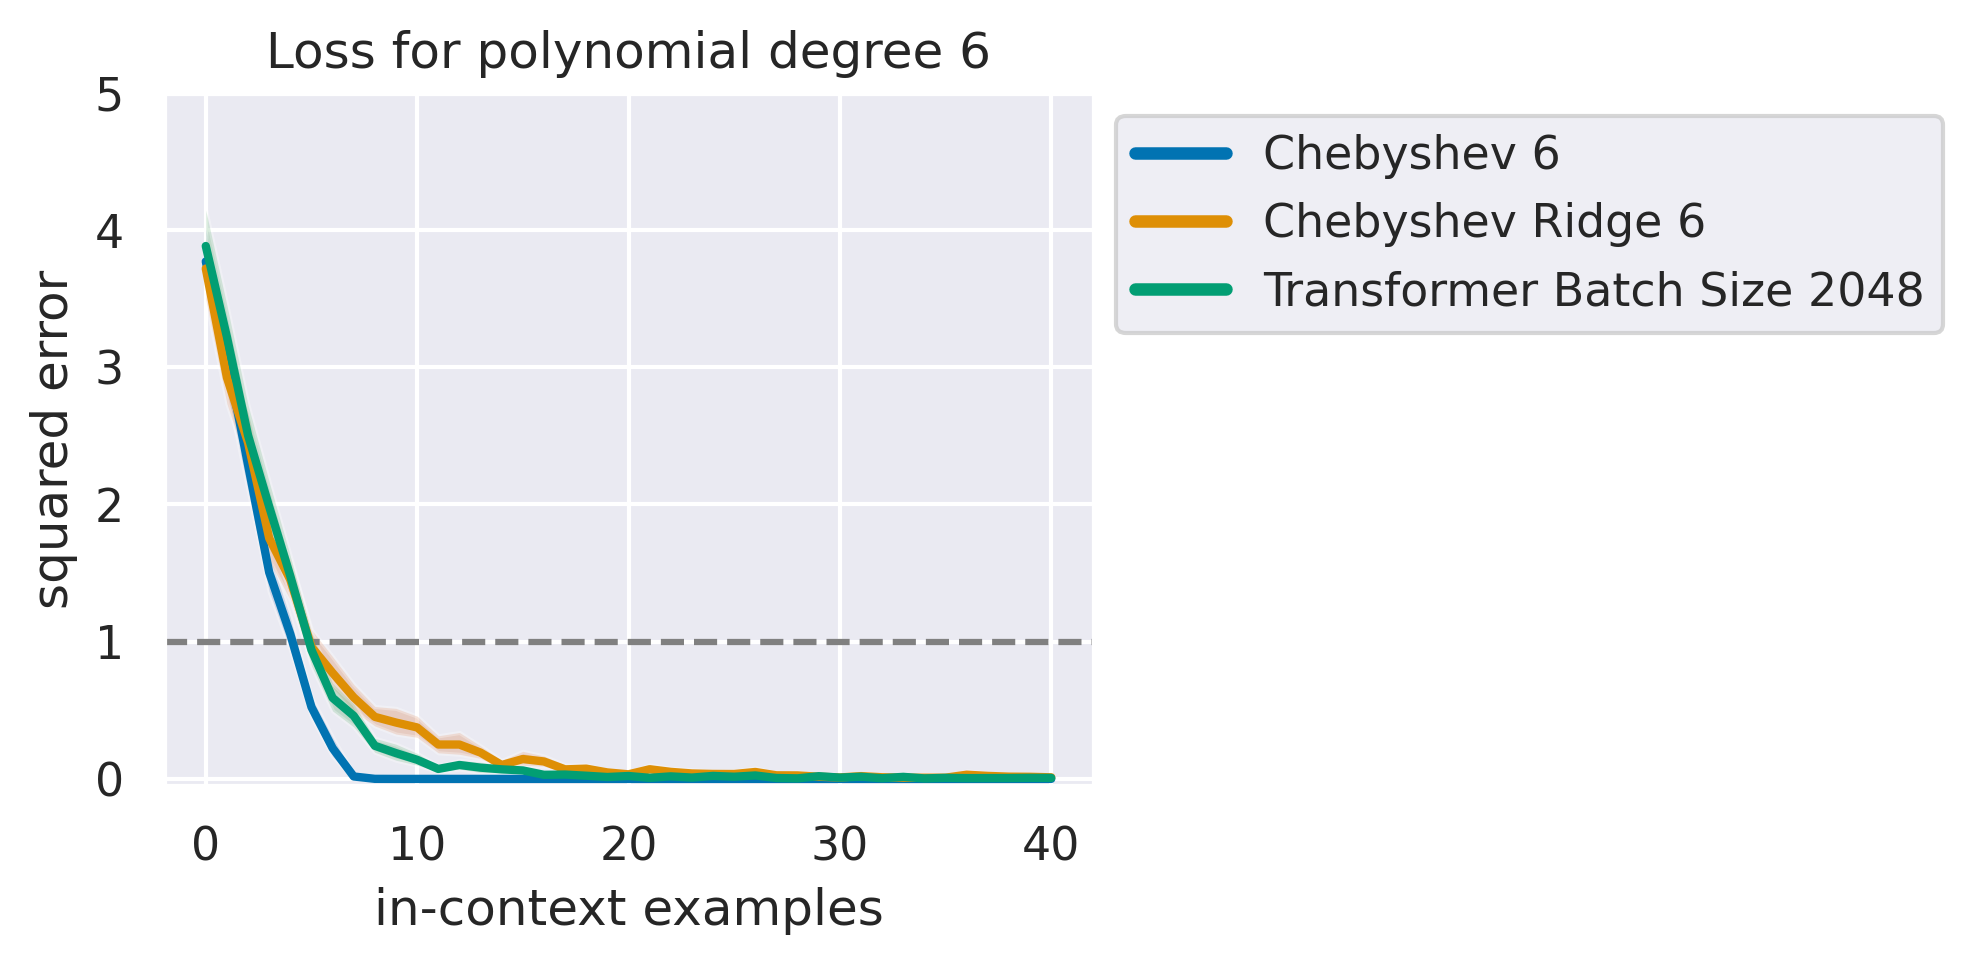 Loss for polynomial degree 6
5
4
3
2
1
0
squared error
0 10 20 30 40
in-context examples
Chebyshev 6
Chebyshev Ridge 6
Transformer Batch Size 2048